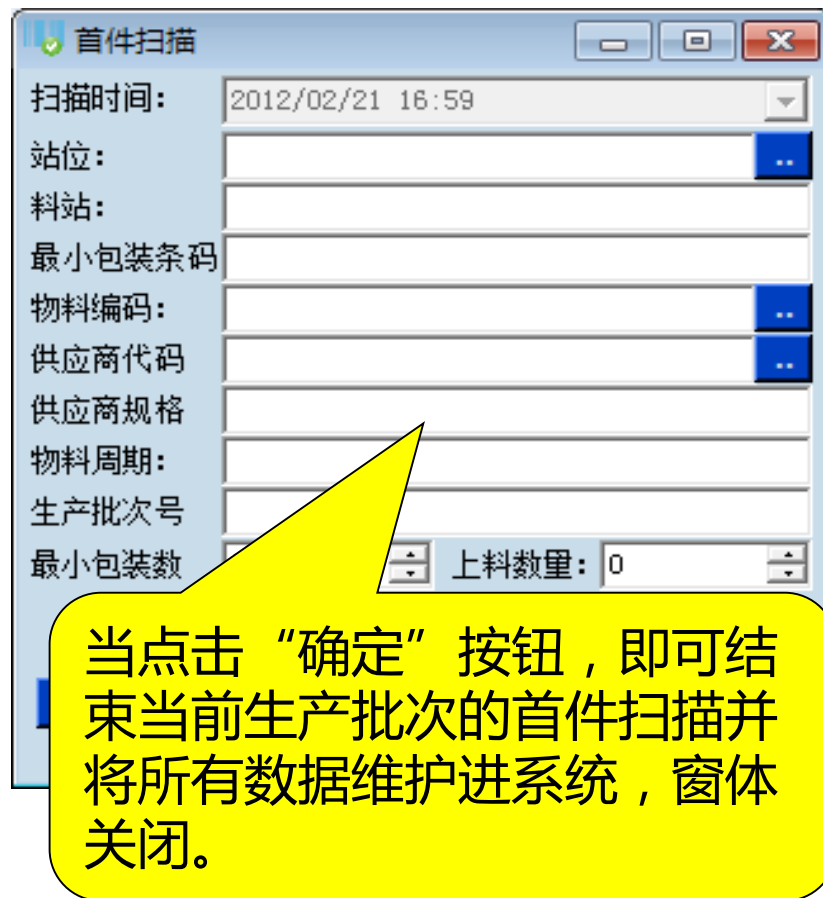 首件扫描
扫描时间: 2012/02/21 16:59
站位: ..
料站:
最小包装条码
物料编码: ..
供应商代码 ..
供应商规格
物料周期:
生产批次号
最小包装数 上料数量: 0
当点击“确定”按钮，即可结
束当前生产批次的首件扫描并
将所有数据维护进系统，窗体
关闭。